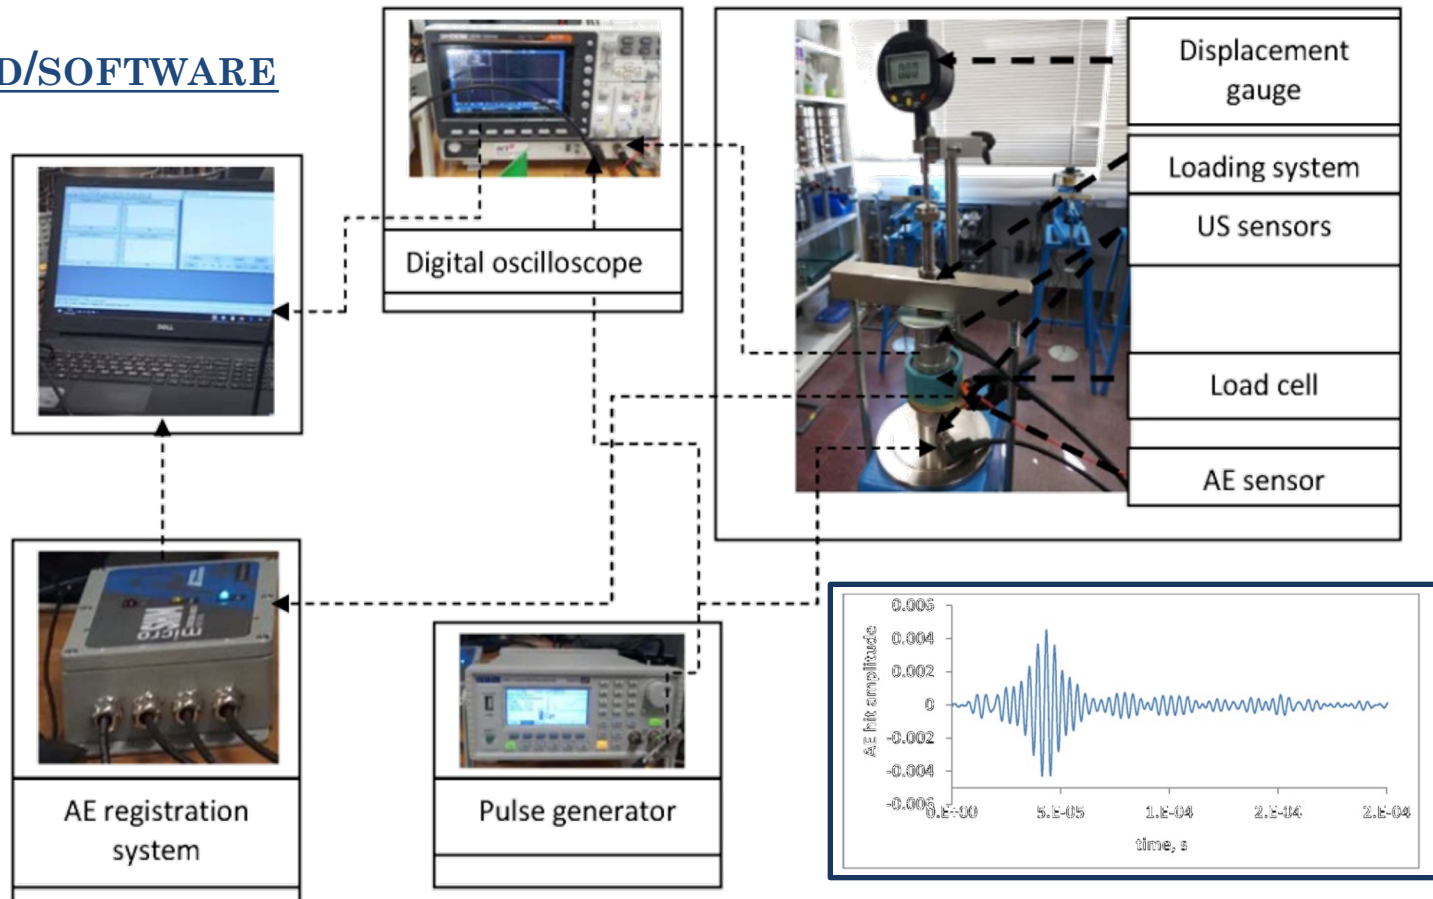 D/SOFTWARE
Digital oscilloscope
Displacement
gauge
Loading system
US sensors
Load cell
AE sensor
DELL
AE registration
system
Pulse generator
0.006
0.004
0.002
0
-0.002
-0.004
-0.006
AE hit amplitude
0.E+00
5.E-05
1.E-04
2.E-04
2.E-04
time, s